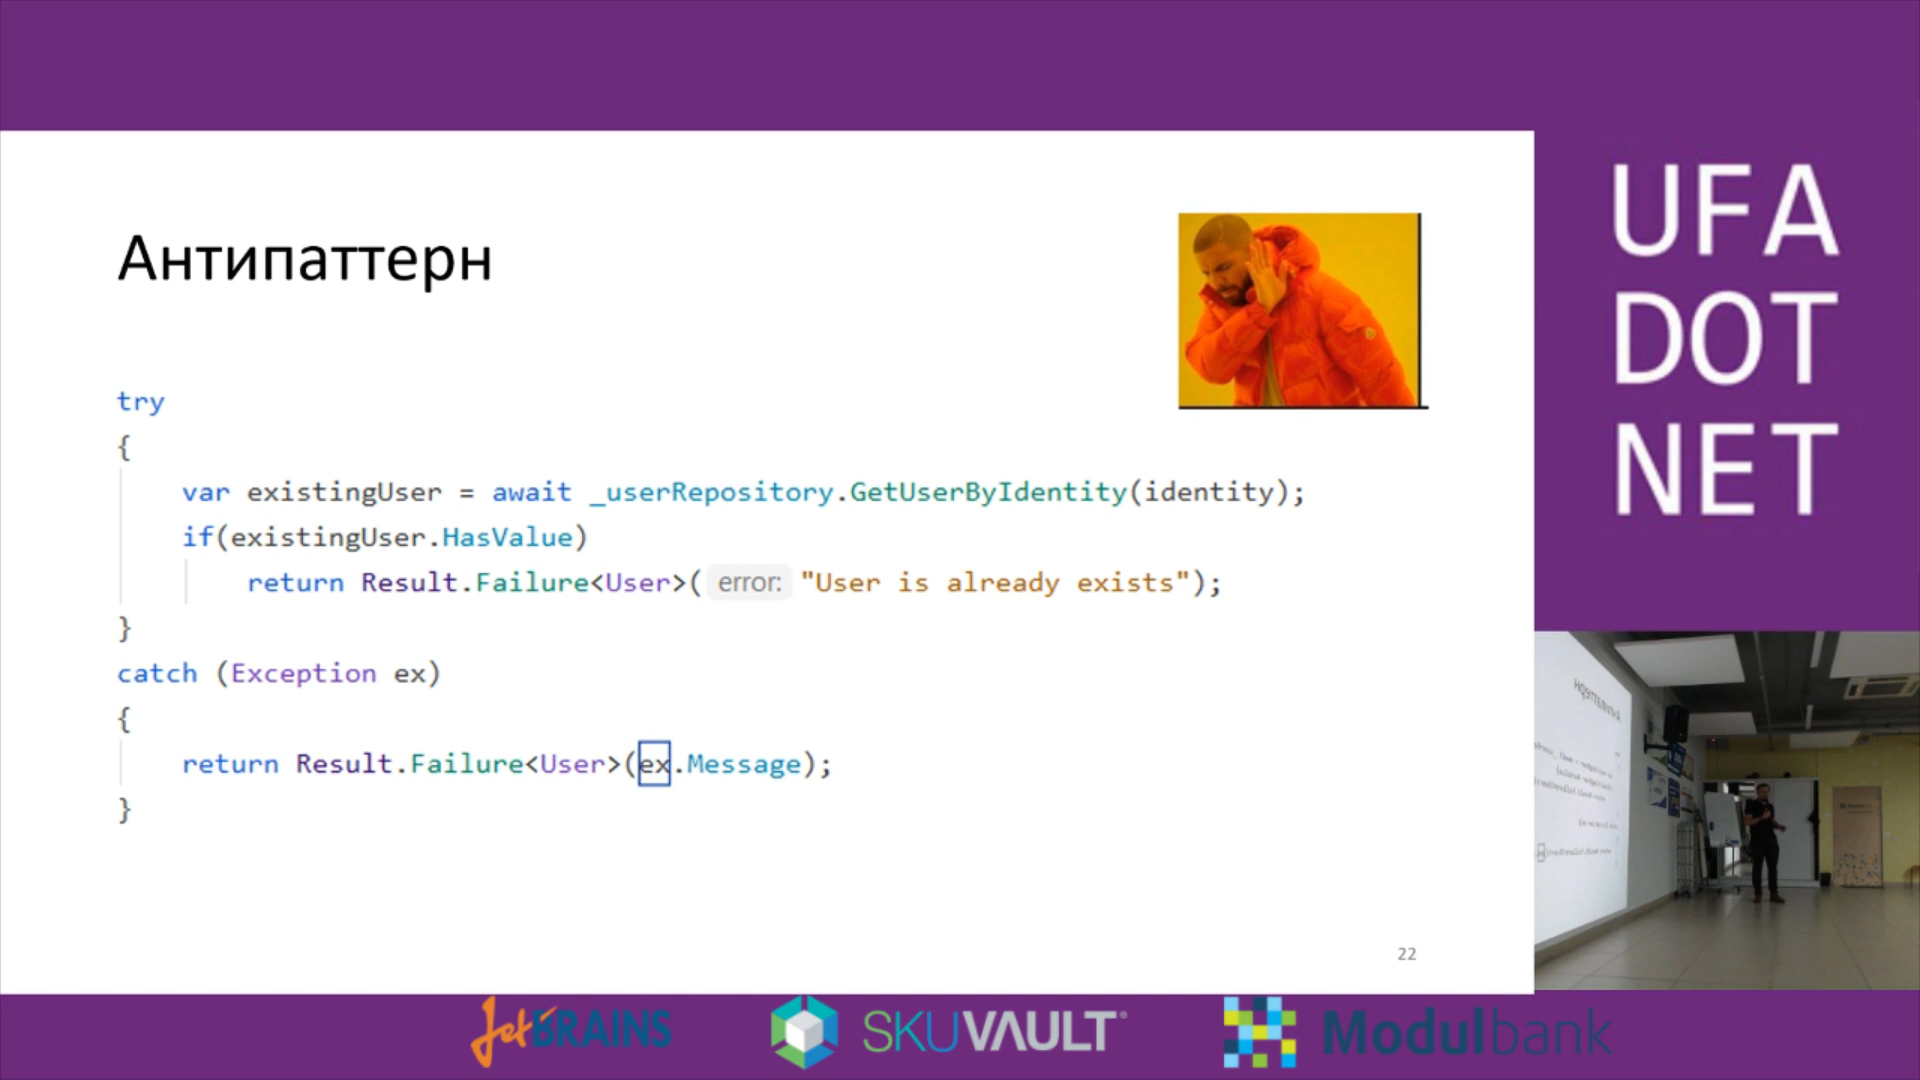 UFA
DOT
NET
Антипаттерн
try
{
var existingUser = await _userRepository.GetUserByIdentity(identity);
if(existingUser.HasValue)
return Result.Failure<User>( error: "User is already exists");
}
catch (Exception ex)
{
return Result.Failure<User>(ex.Message);
}
22
JetBRAINS
SKUVAULT®
Modulbank